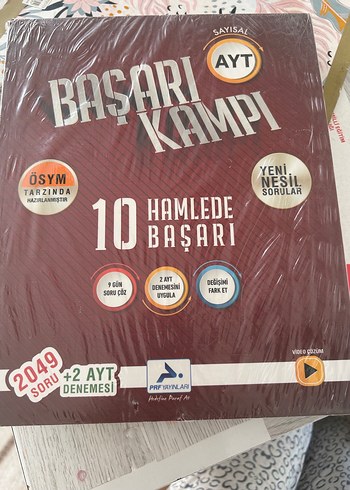 SAYISAL
AYT
BAŞARI
KAMPI
ÖSYM
TARZINDA
HAZIRLANMIŞTIR
YENİ
NESİL
SORULAR
10 HAMLEDE
BAŞARI
9 GÜN
SORU ÇÖZ
2 AYT
DENEMESİNİ
UYGULA
DEĞİŞİMİ
FARK ET
2049
SORU
+2 AYT
DENEMESİ
PRF YAYINLARI
VİDEO ÇÖZÜM